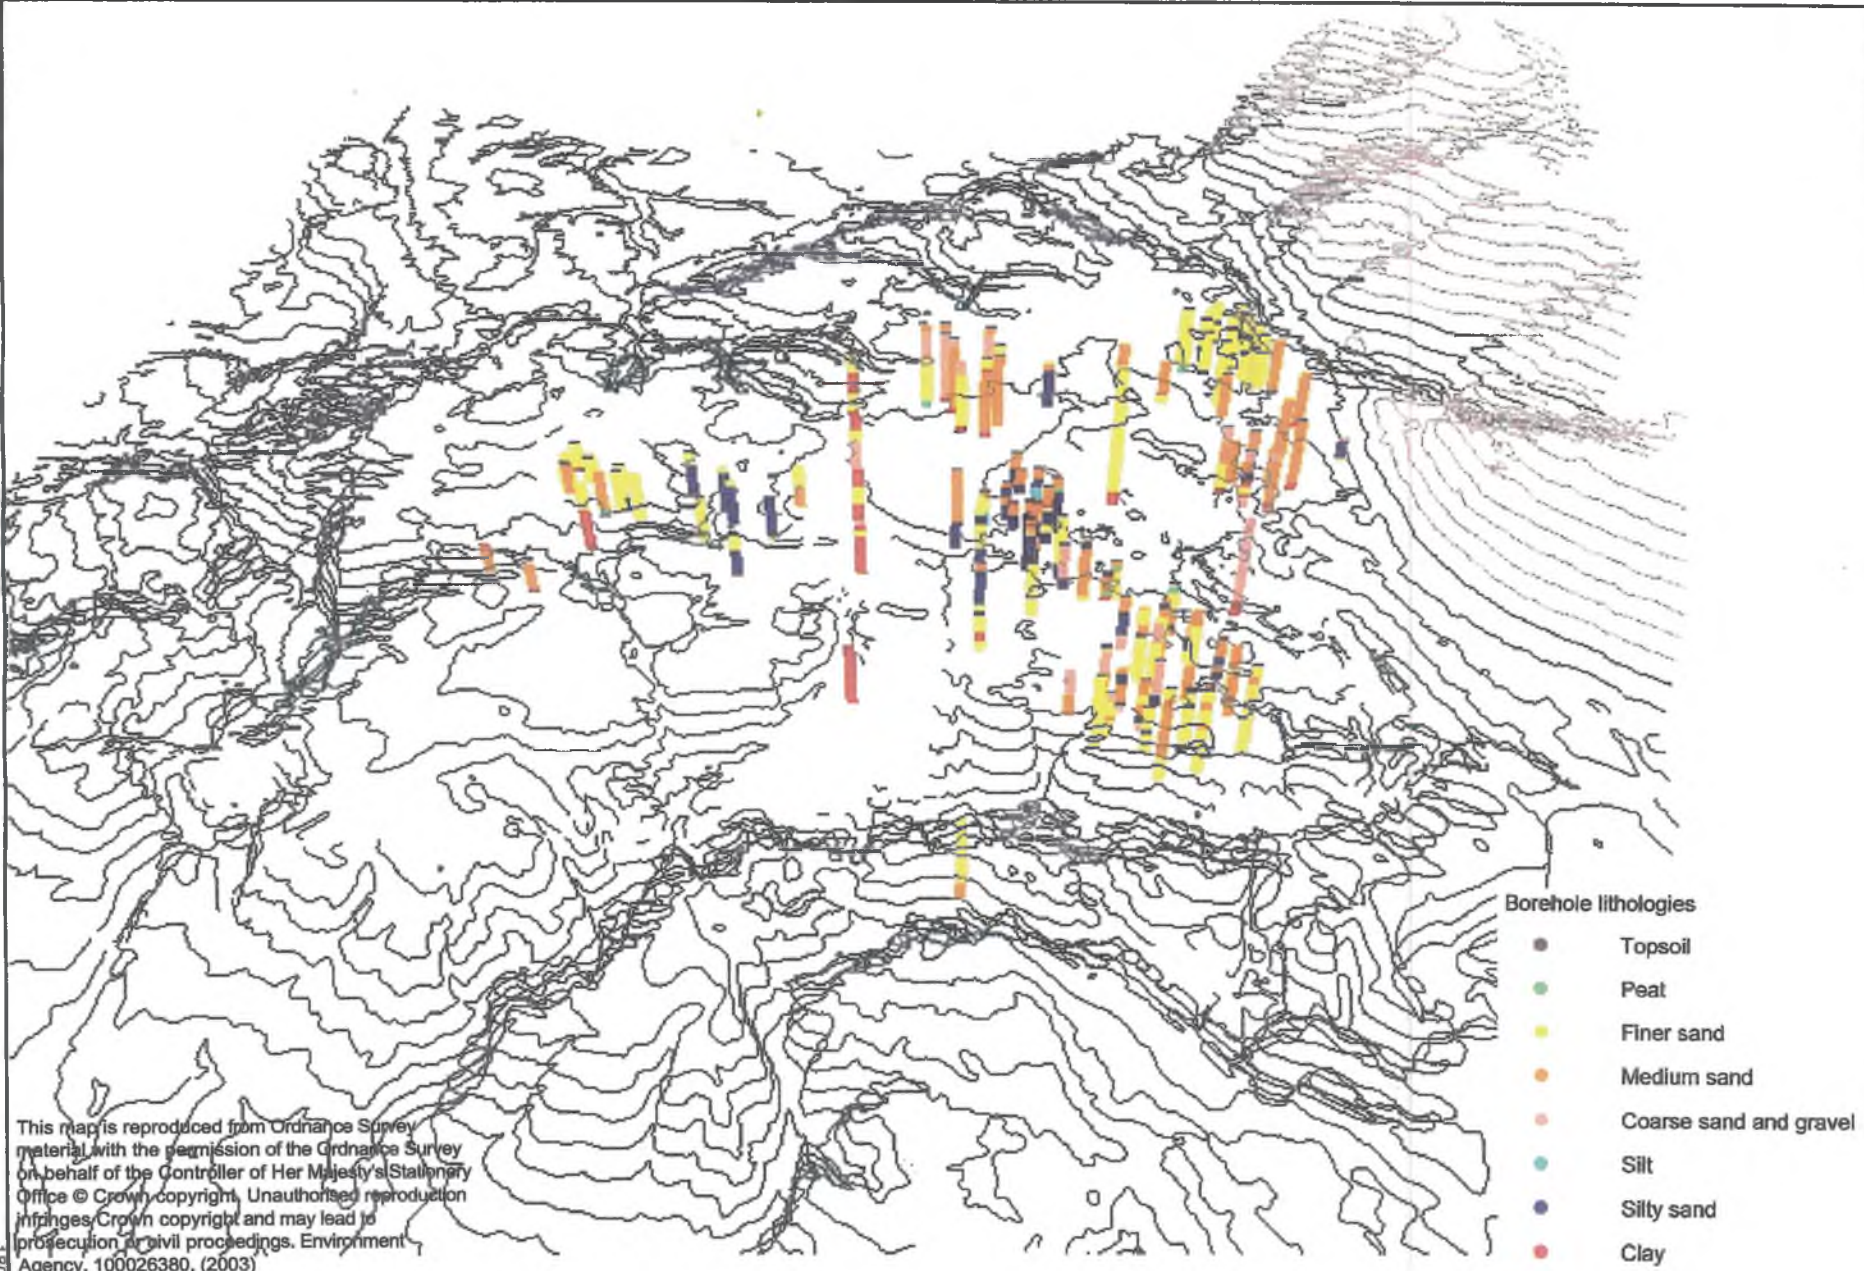 Borehole lithologies
Topsoil
Peat
Finer sand
Medium sand
Coarse sand and gravel
Silt
Silty sand
Clay
This map is reproduced from Ordnance Survey
material with the permission of the Ordnance Survey
on behalf of the Controller of Her Majesty's Stationery
Office © Crown copyright. Unauthorised reproduction
infringes Crown copyright and may lead to
prosecution or civil proceedings. Environment
Agency, 100026380, (2003)